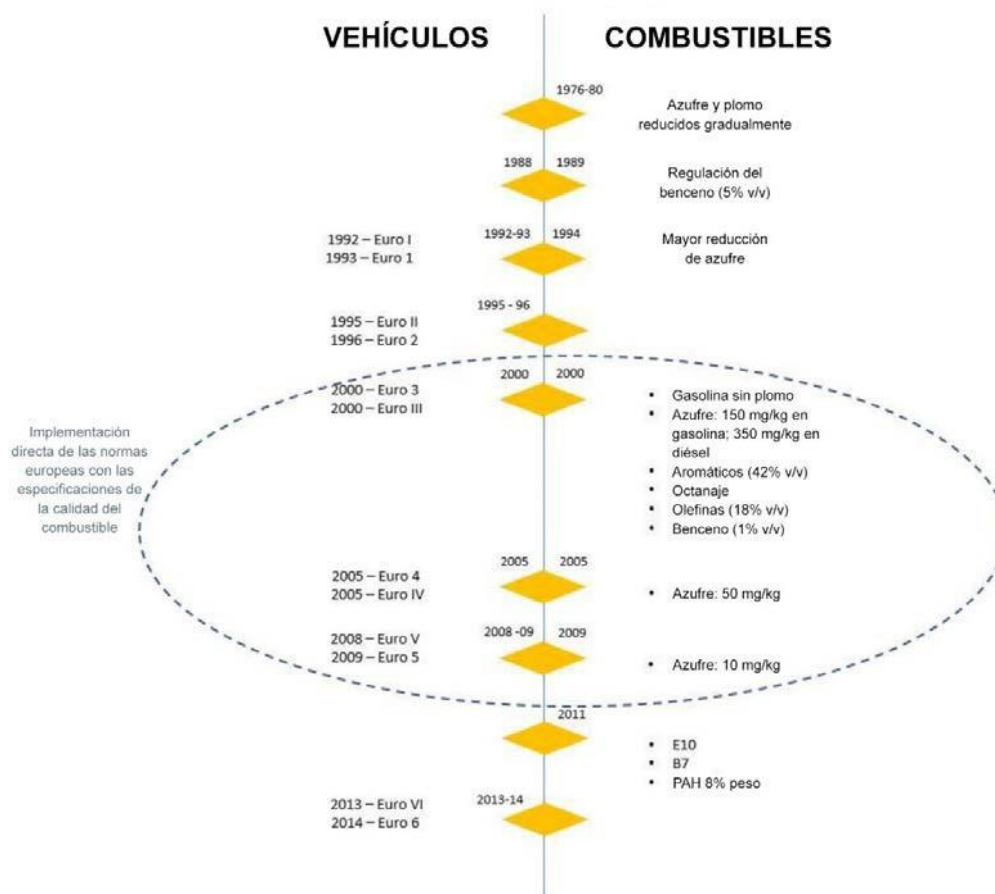 VEHÍCULOS
COMBUSTIBLES
1976-80
Azufre y plomo
reducidos gradualmente
1988
1989
Regulación del
benceno (5% v/v)
1992 – Euro I
1993 – Euro 1
1992-93
1994
Mayor reducción
de azufre
1995 – Euro II
1996 – Euro 2
1995 - 96
2000 – Euro 3
2000 – Euro III
2000
2000
• Gasolina sin plomo
• Azufre: 150 mg/kg en
gasolina; 350 mg/kg en
diésel
• Aromáticos (42% v/v)
• Octanaje
• Olefinas (18% v/v)
• Benceno (1% v/v)
Implementación
directa de las normas
europeas con las
especificaciones de
la calidad del
combustible
2005 – Euro 4
2005 – Euro IV
2005
2005
• Azufre: 50 mg/kg
2008 – Euro V
2009 – Euro 5
2008 -09
2009
• Azufre: 10 mg/kg
2011
• E10
• B7
• PAH 8% peso
2013 – Euro VI
2014 – Euro 6
2013-14